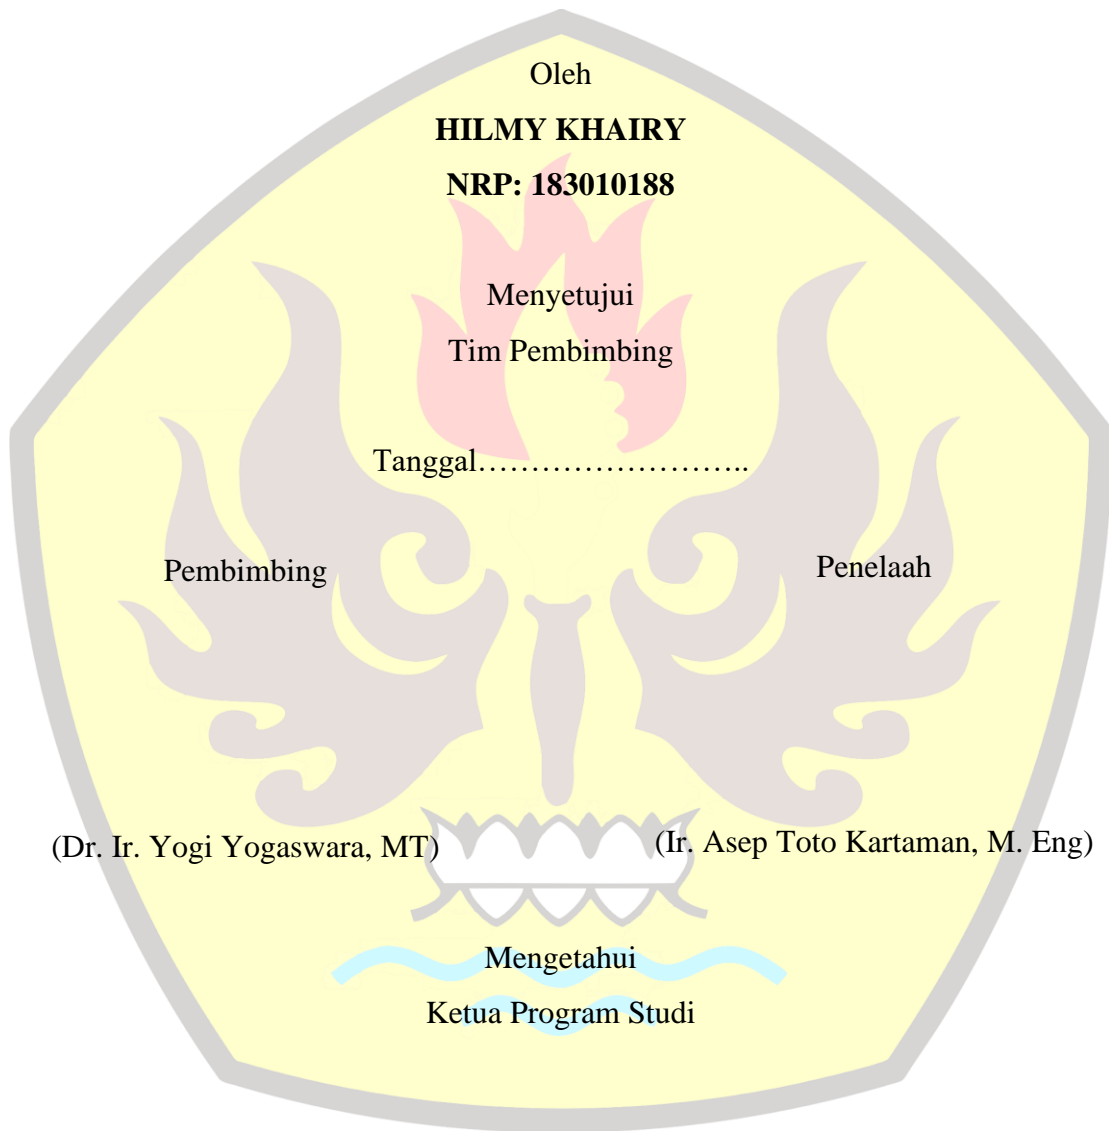 Oleh
HILMY KHAIRY
NRP: 183010188
Menyetujui
Tim Pembimbing
Tanggal……………………..
Pembimbing
Penelaah
(Dr. Ir. Yogi Yogaswara, MT)
(Ir. Asep Toto Kartaman, M. Eng)
Mengetahui
Ketua Program Studi